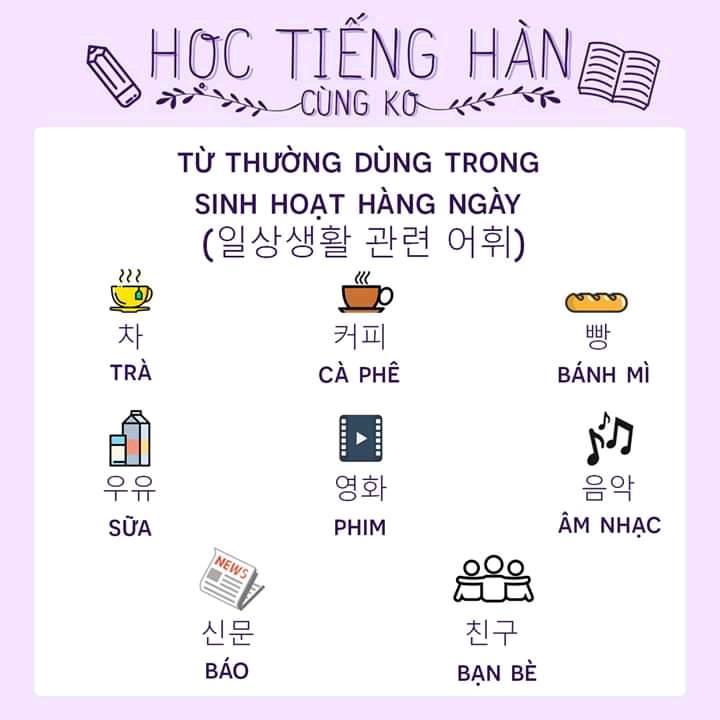 HỌC TIẾNG HÀN
CÙNG KO
TỪ THƯỜNG DÙNG TRONG
SINH HOẠT HÀNG NGÀY
(일상생활 관련 어휘)
차 커피 빵
TRÀ CÀ PHÊ BÁNH MÌ
우유 영화 음악
SỮA PHIM ÂM NHẠC
NEWS
신문 친구
BÁO BẠN BÈ